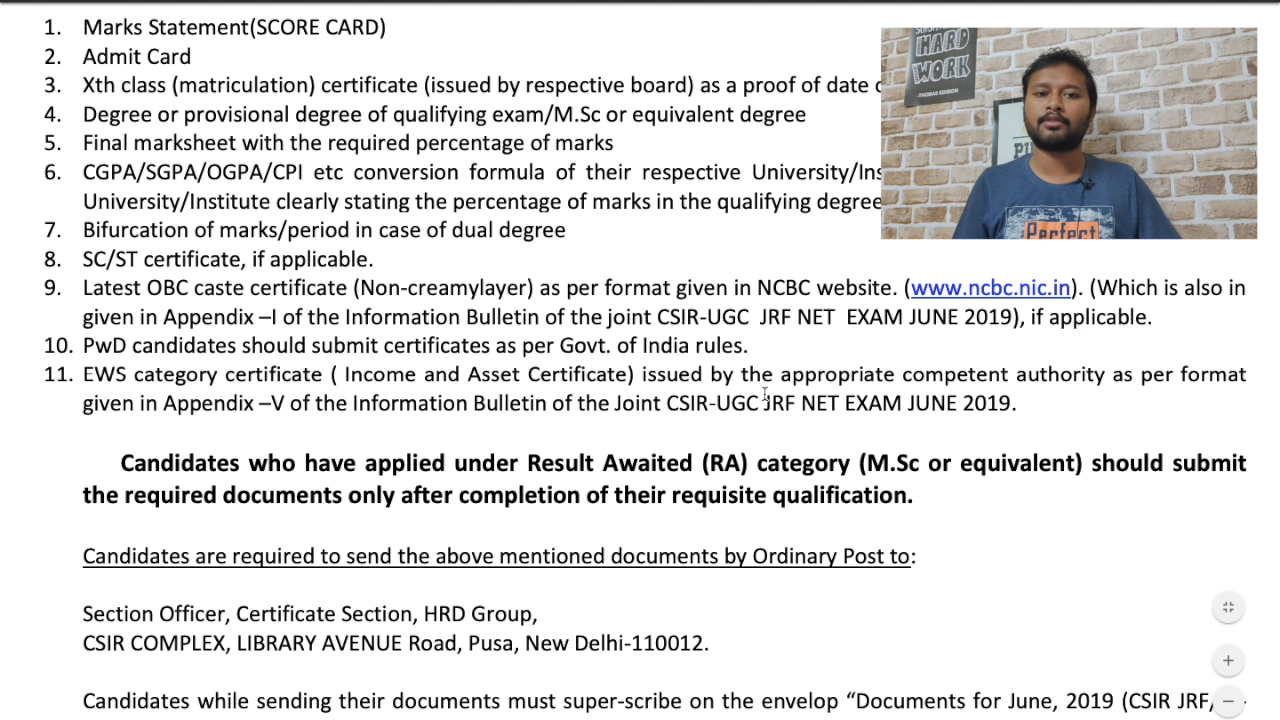 1. Marks Statement(SCORE CARD)
2. Admit Card
3. Xth class (matriculation) certificate (issued by respective board) as a proof of date
4. Degree or provisional degree of qualifying exam/M.Sc or equivalent degree
5. Final marksheet with the required percentage of marks
6. CGPA/SGPA/OGPA/CPI etc conversion formula of their respective University/Ins
University/Institute clearly stating the percentage of marks in the qualifying degree
7. Bifurcation of marks/period in case of dual degree
8. SC/ST certificate, if applicable.
9. Latest OBC caste certificate (Non-creamylayer) as per format given in NCBC website. (www.ncbc.nic.in). (Which is also in
given in Appendix –I of the Information Bulletin of the joint CSIR-UGC JRF NET EXAM JUNE 2019), if applicable.
10. PwD candidates should submit certificates as per Govt. of India rules.
11. EWS category certificate ( Income and Asset Certificate) issued by the appropriate competent authority as per format
given in Appendix –V of the Information Bulletin of the Joint CSIR-UGC JRF NET EXAM JUNE 2019.
Candidates who have applied under Result Awaited (RA) category (M.Sc or equivalent) should submit
the required documents only after completion of their requisite qualification.
Candidates are required to send the above mentioned documents by Ordinary Post to:
Section Officer, Certificate Section, HRD Group,
CSIR COMPLEX, LIBRARY AVENUE Road, Pusa, New Delhi-110012.
Candidates while sending their documents must super-scribe on the envelop “Documents for June, 2019 (CSIR JRF,
HARD
WORK
-THOMAS EDISON
Perfect